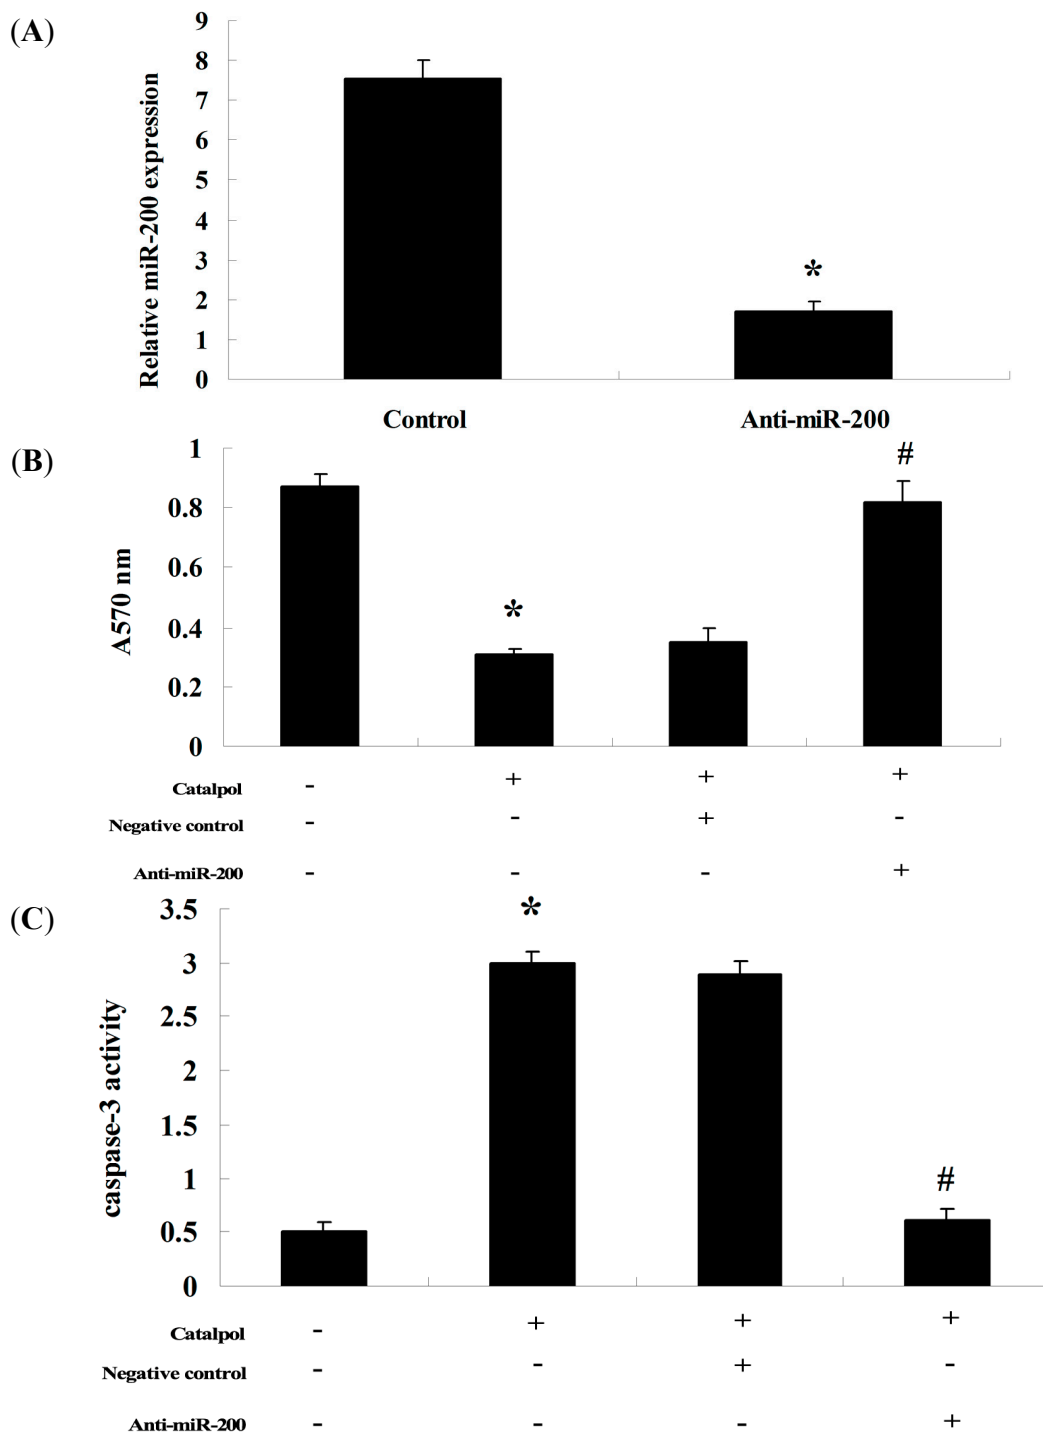 (A)
Relative miR-200 expression
9
8
7
6
5
4
3
2
1
0
*
Control Anti-miR-200
(B)
A570 nm
1
0.8
0.6
0.4
0.2
0
*
#
Catalpol - + + +
Negative control - - + -
Anti-miR-200 - - - +
(C)
caspase-3 activity
3.5
3
2.5
2
1.5
1
0.5
0
*
#
Catalpol - + + +
Negative control - - + -
Anti-miR-200 - - - +